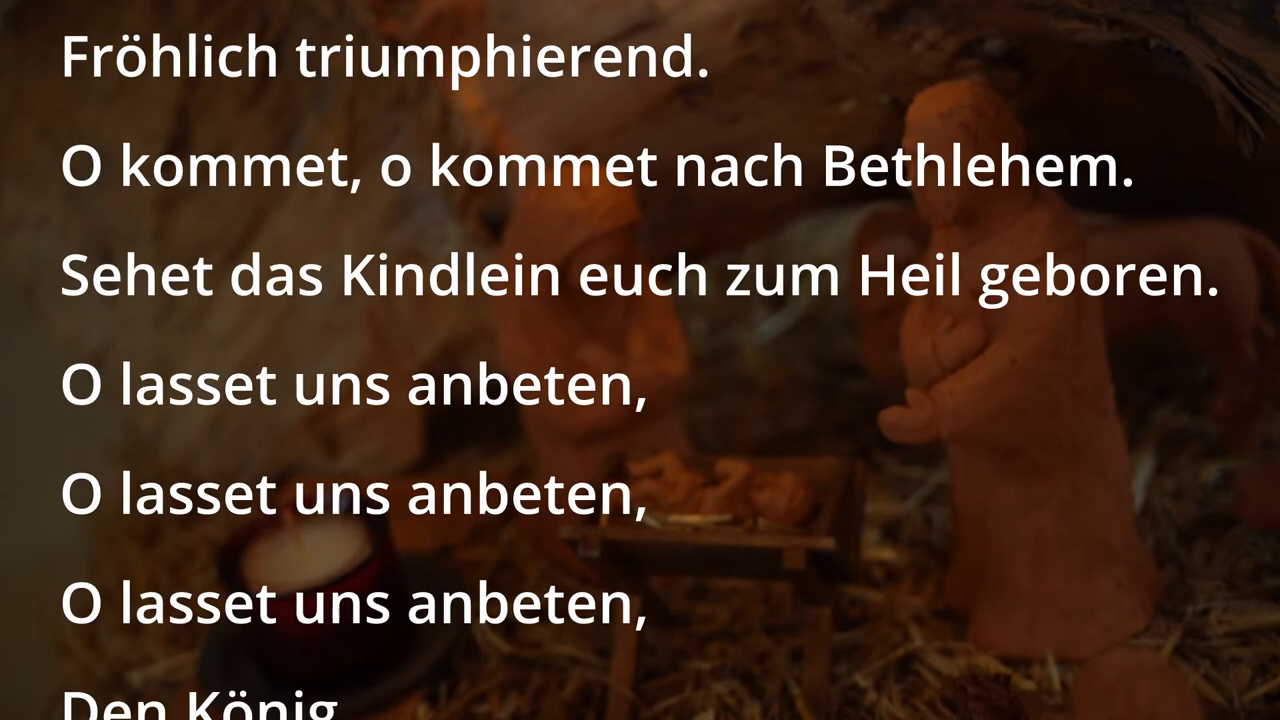 Fröhlich triumphierend.
O kommet, o kommet nach Bethlehem.
Sehet das Kindlein euch zum Heil geboren.
O lasset uns anbeten,
O lasset uns anbeten,
O lasset uns anbeten,
Den König